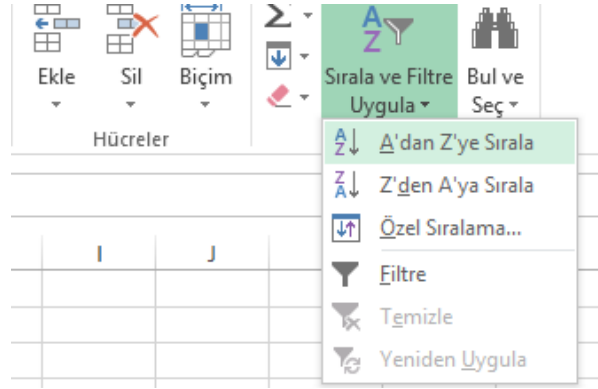 Ekle
Sil
Biçim
Sırala ve Filtre
Uygula
Bul ve
Seç
Hücreler
A'dan Z'ye Sırala
Z'den A'ya Sırala
Özel Sıralama...
Filtre
Temizle
Yeniden Uygula
I
J